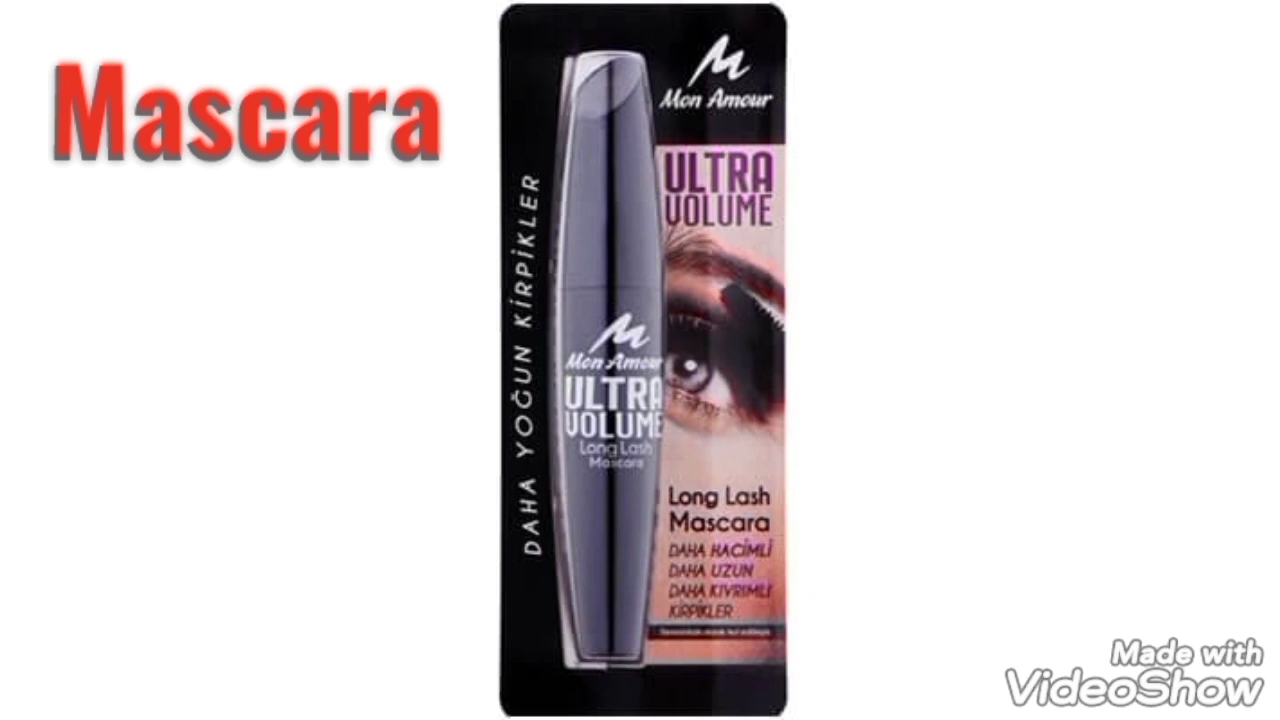 Mascara
M
Mon Amour
ULTRA
VOLUME
DAHA YOĞUN KİRPİKLER
M
Mon Amour
ULTRA
VOLUME
Long Lash
Mascara
Long Lash
Mascara
DAHA HACİMLİ
DAHA UZUN
DAHA KIVRIMLI
KİRPİKLER
Made with
VideoShow